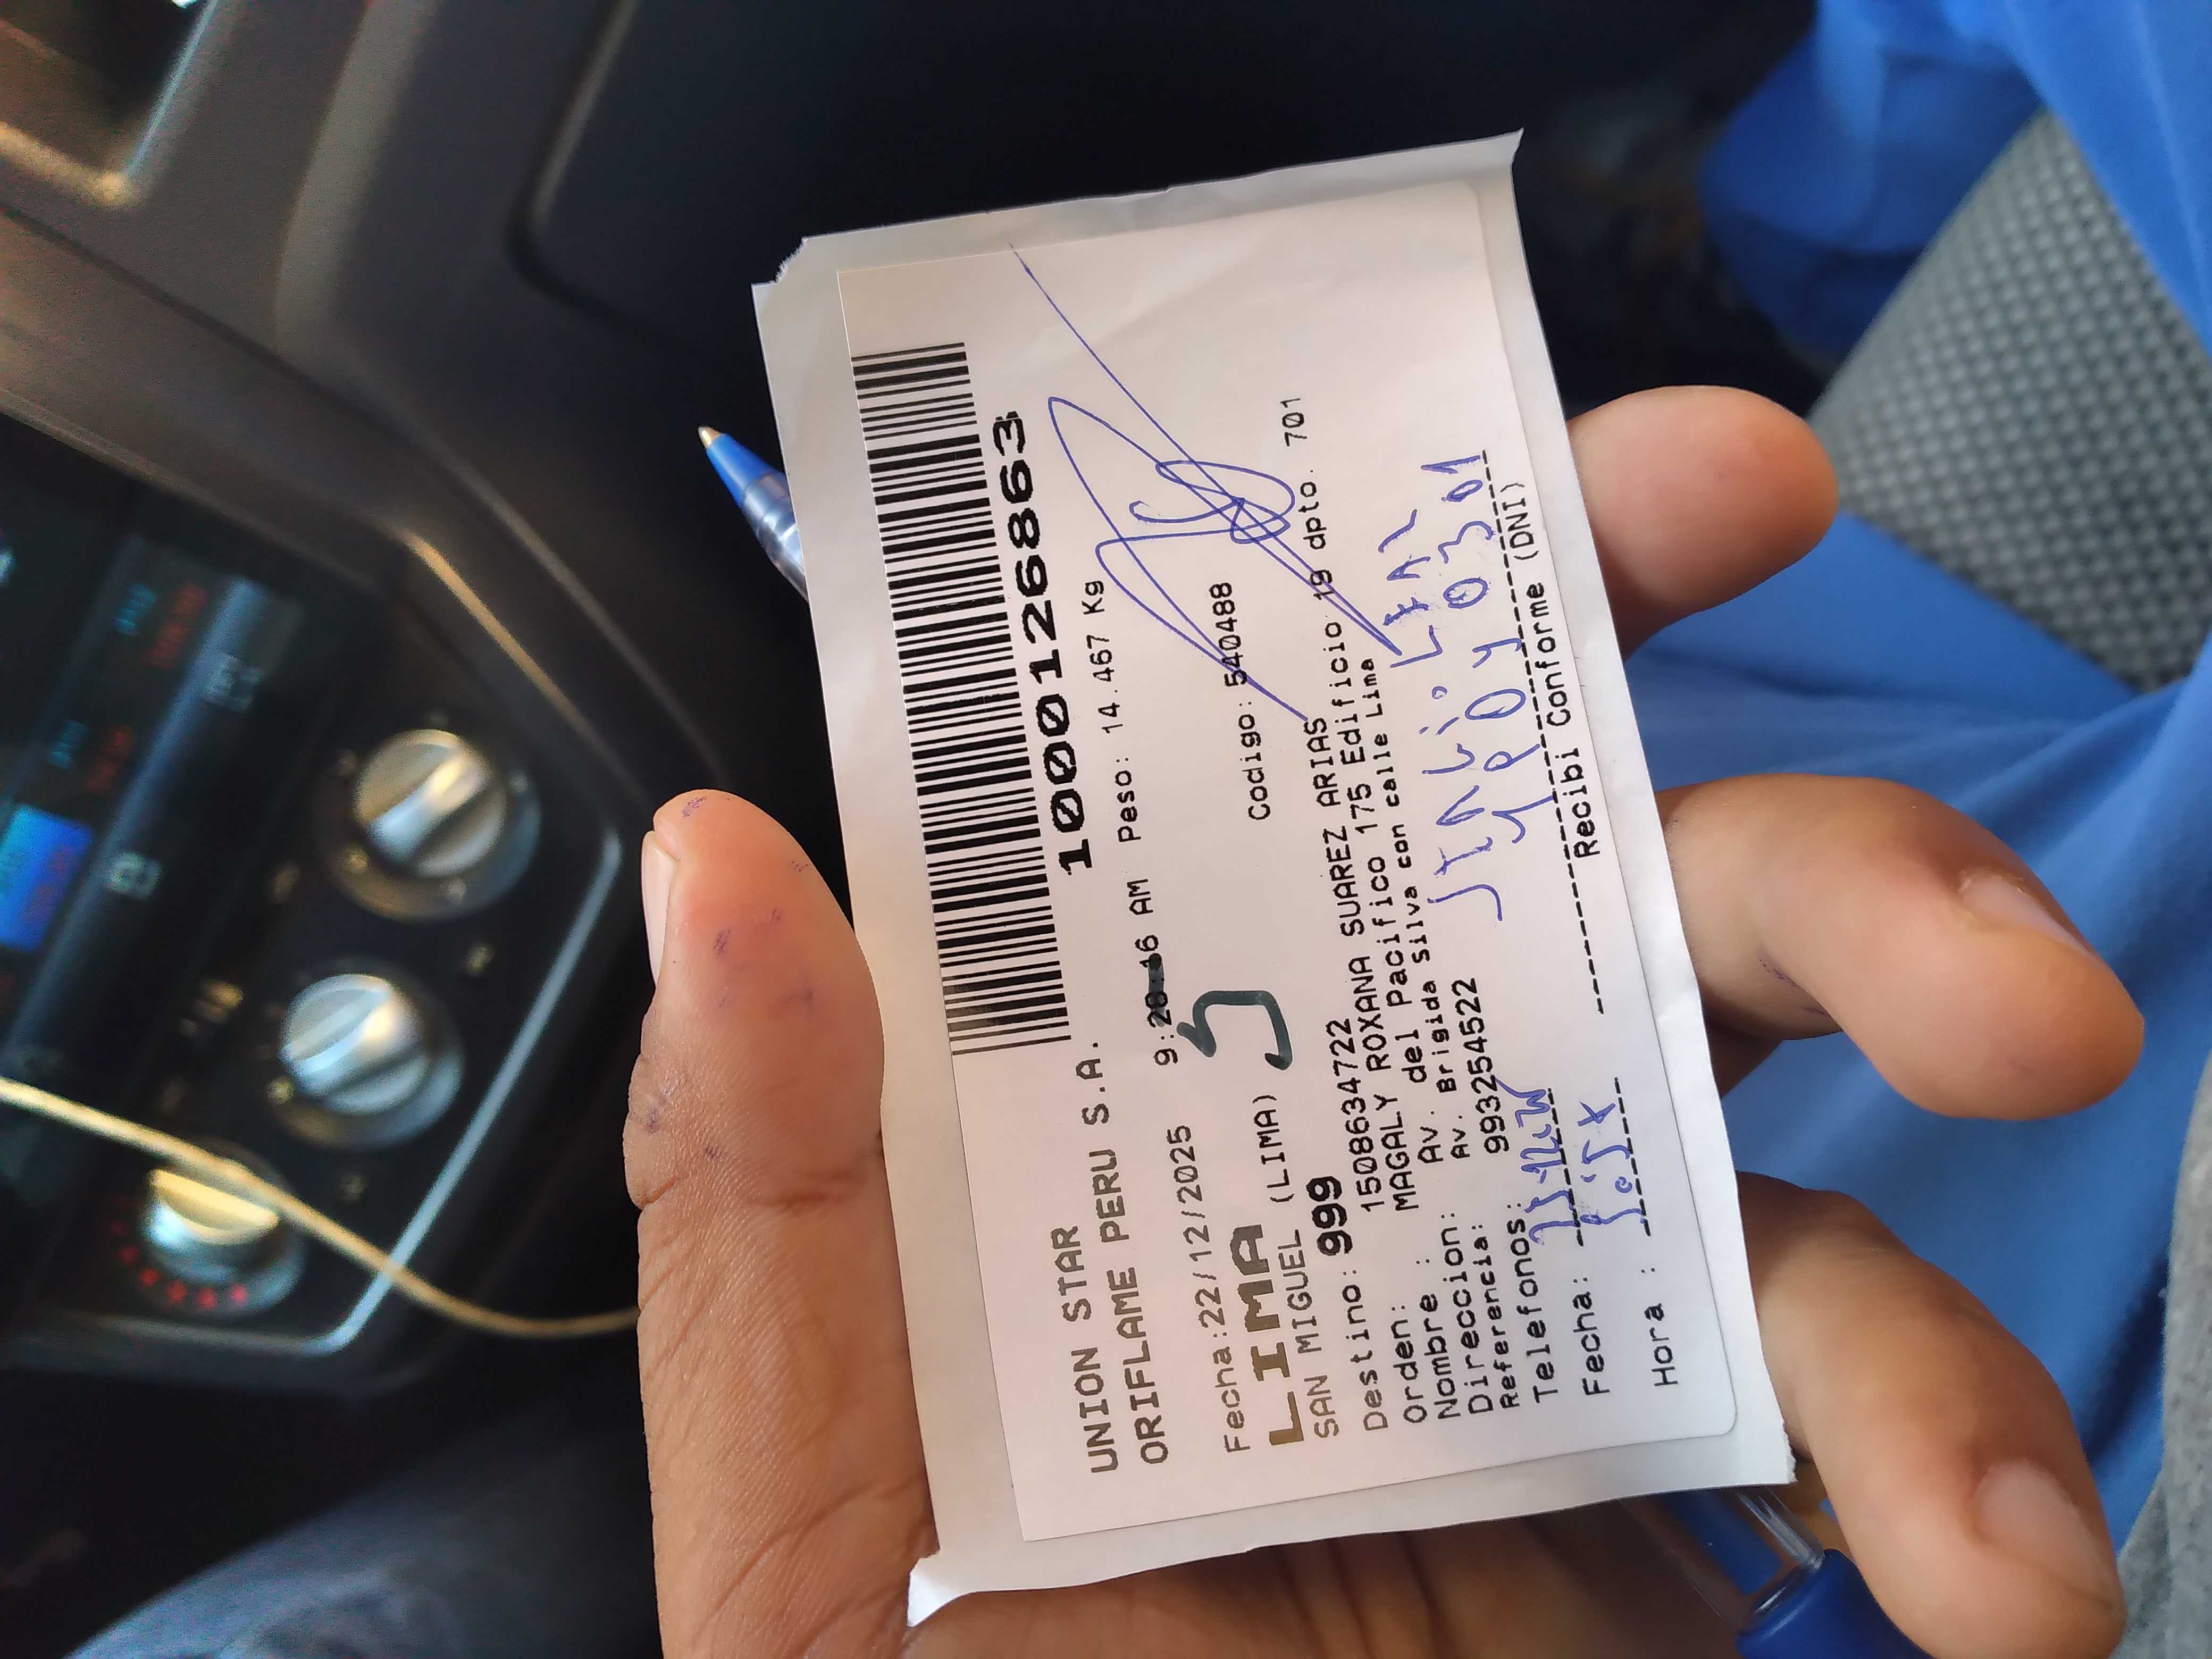 1000126863
UNION STAR
ORIFLAME PERU S.A.
Fecha:22/12/2025 9:28:16 AM Peso: 14.467 Kg
LIMA
SAN MIGUEL (LIMA) 5 Codigo: 540488
Destino: 999
Orden: 1508634722
Nombre : MAGALY ROXANA SUAREZ ARIAS
Direccion: Av. del Pacifico 175 Edificio 19 dpto. 701
Referencia: Av. Brigida silva con calle Lima
Telefonos: 993254522
Fecha:
Hora :
Recibi Conforme (DNI)